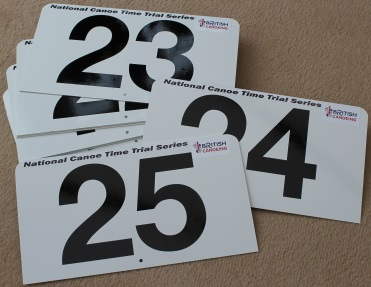 National Canoe Time Trial Series
BRITISH
CANOEING
23
National Canoe Time Trial Series
BRITISH
CANOEING
24
National Canoe Time Trial Series
BRITISH
CANOEING
25